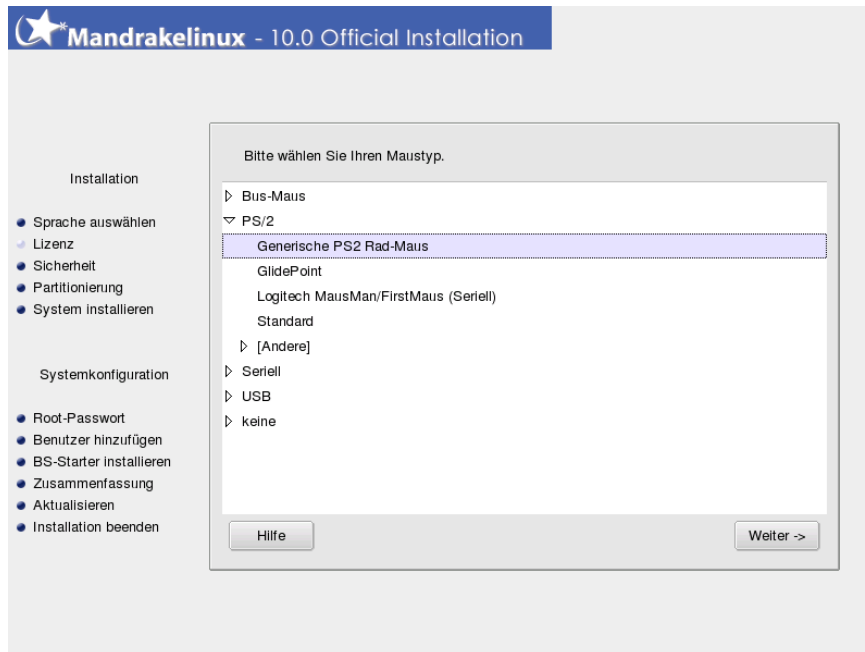 Mandrakelinux - 10.0 Official Installation
Installation
Sprache auswählen
Lizenz
Sicherheit
Partitionierung
System installieren
Systemkonfiguration
Root-Passwort
Benutzer hinzufügen
BS-Starter installieren
Zusammenfassung
Aktualisieren
Installation beenden
Bitte wählen Sie Ihren Maustyp.
Bus-Maus
PS/2
Generische PS2 Rad-Maus
GlidePoint
Logitech MausMan/FirstMaus (Seriell)
Standard
[Andere]
Seriell
USB
keine
Hilfe
Weiter ->